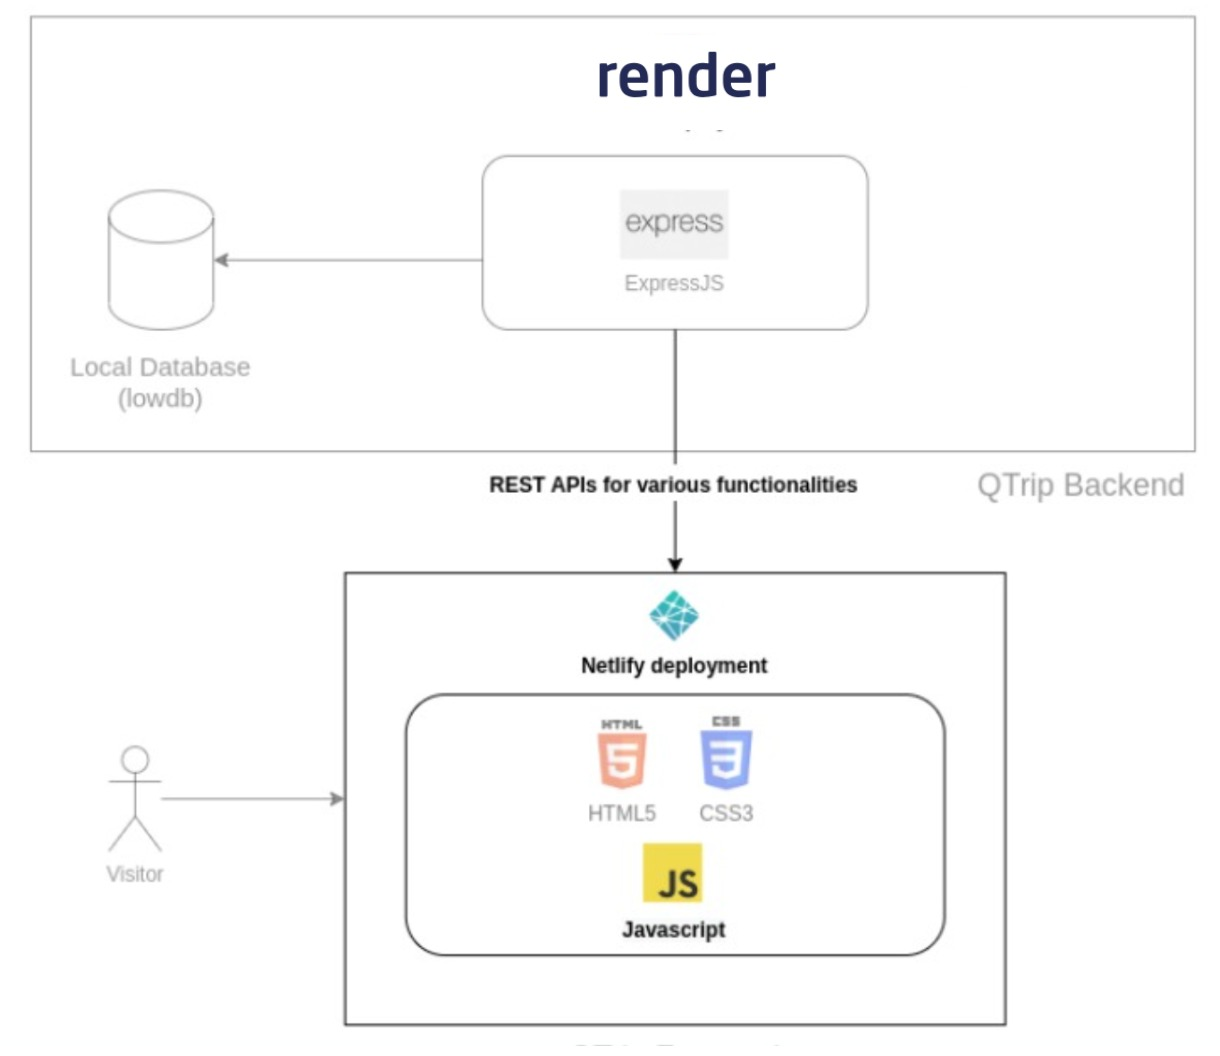 render
express
ExpressJS
Local Database
(lowdb)
REST APIs for various functionalities
QTrip Backend
Netlify deployment
HTML
CSS
5
3
HTML5
CSS3
JS
Visitor
Javascript